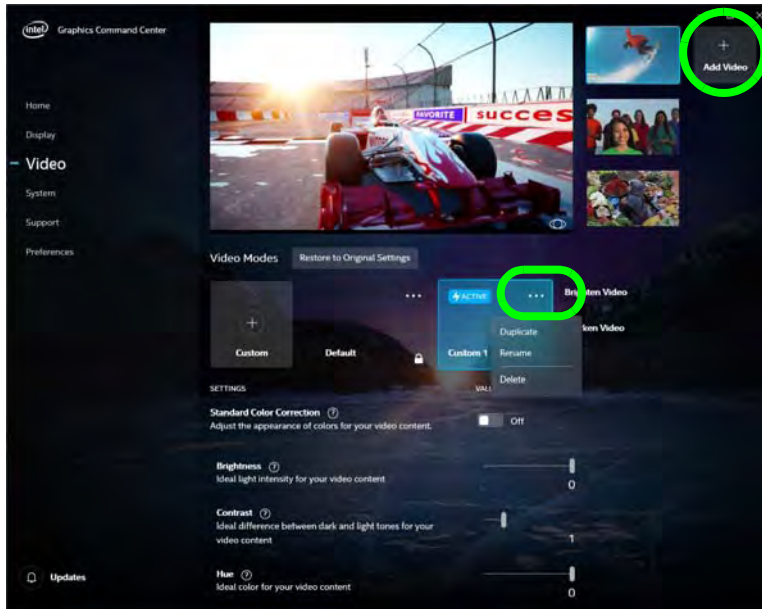 intel Graphics Command Center
Add Video
Home
Display
Video
System
Support
Preferences
FAVORITE
succes
Video Modes
Restore to Original Settings
Custom
Default
ACTIVE
Custom 1
Duplicate
Rename
Delete
Brighten Video
ken Video
SETTINGS
VAL
Standard Color Correction ?
Adjust the appearance of colors for your video content.
Off
Brightness ?
Ideal light intensity for your video content
0
Contrast ?
Ideal difference between dark and light tones for your
video content
1
Hue ?
Ideal color for your video content
0
Updates